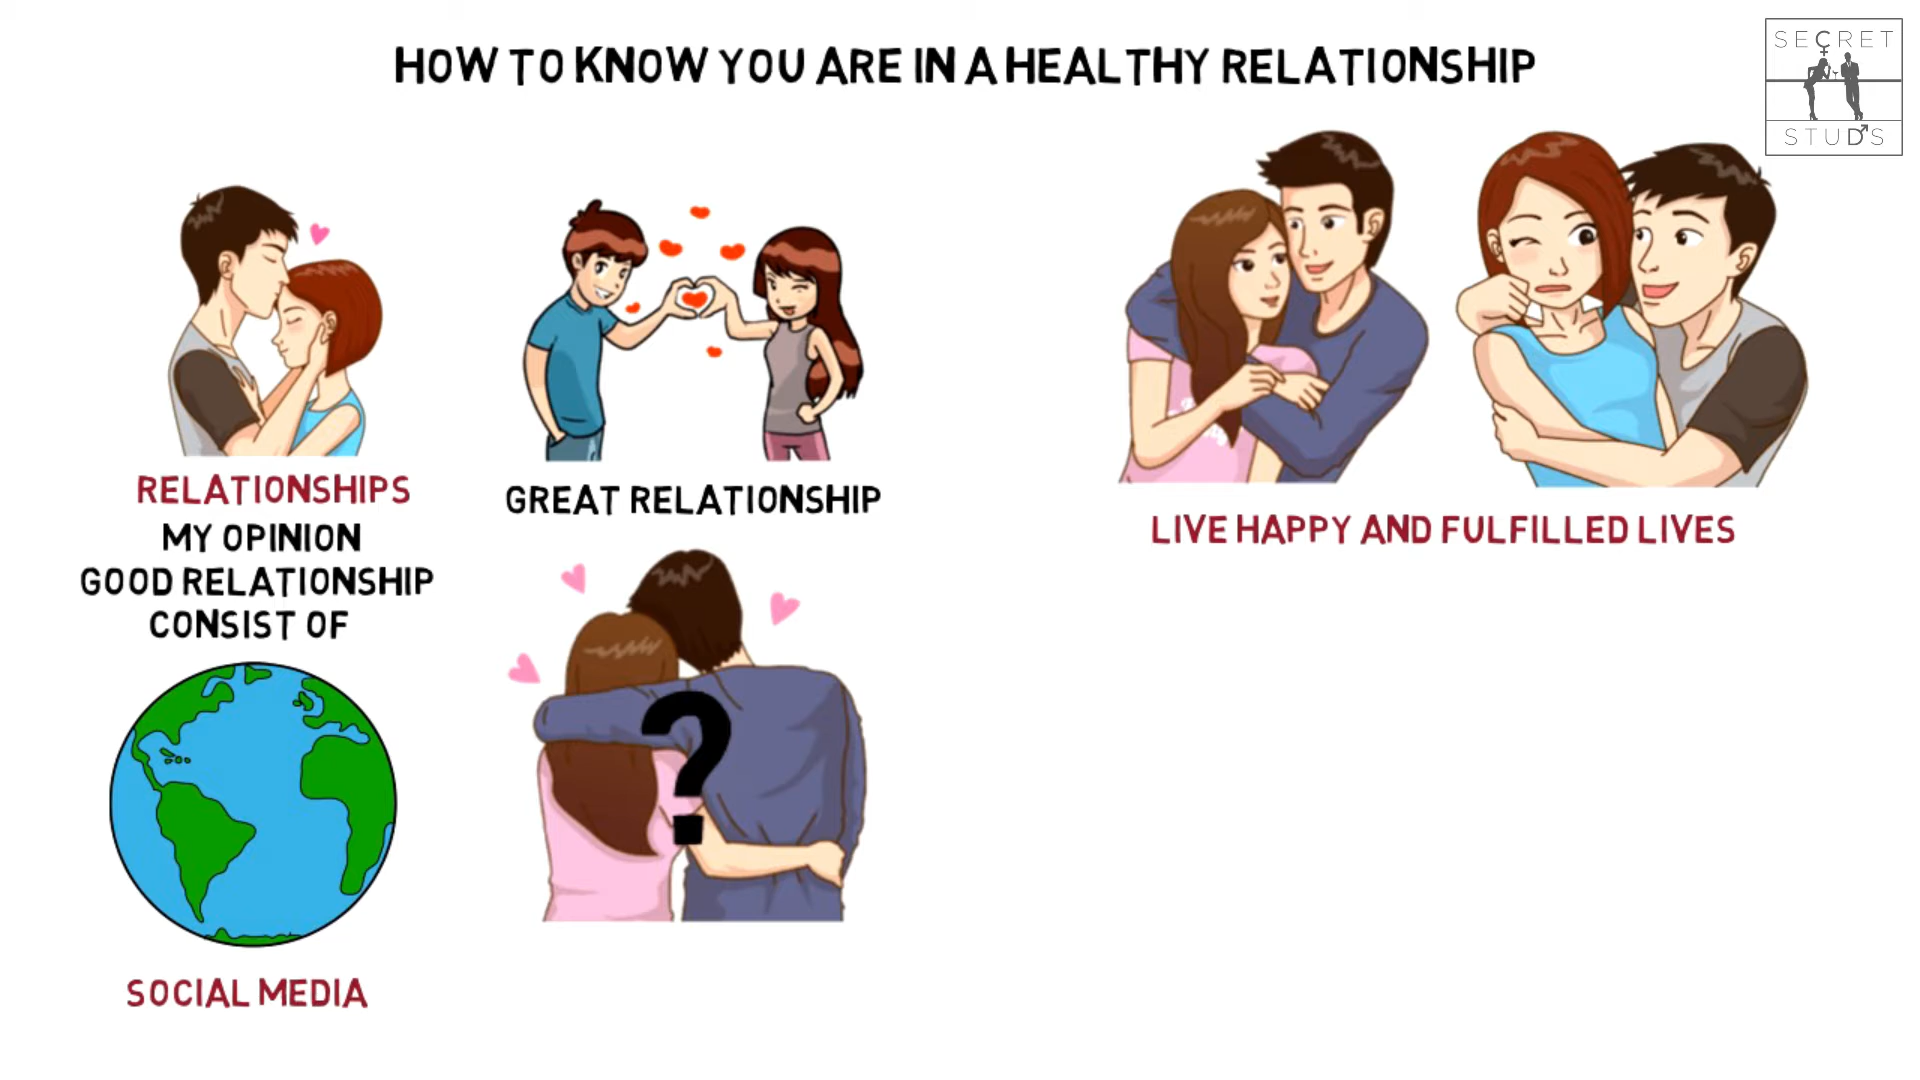 HOW TO KNOW YOU ARE IN A HEALTHY RELATIONSHIP
SECRET
STUDS
RELATIONSHIPS
MY OPINION
GOOD RELATIONSHIP
CONSIST OF
SOCIAL MEDIA
GREAT RELATIONSHIP
?
LIVE HAPPY AND FULFILLED LIVES